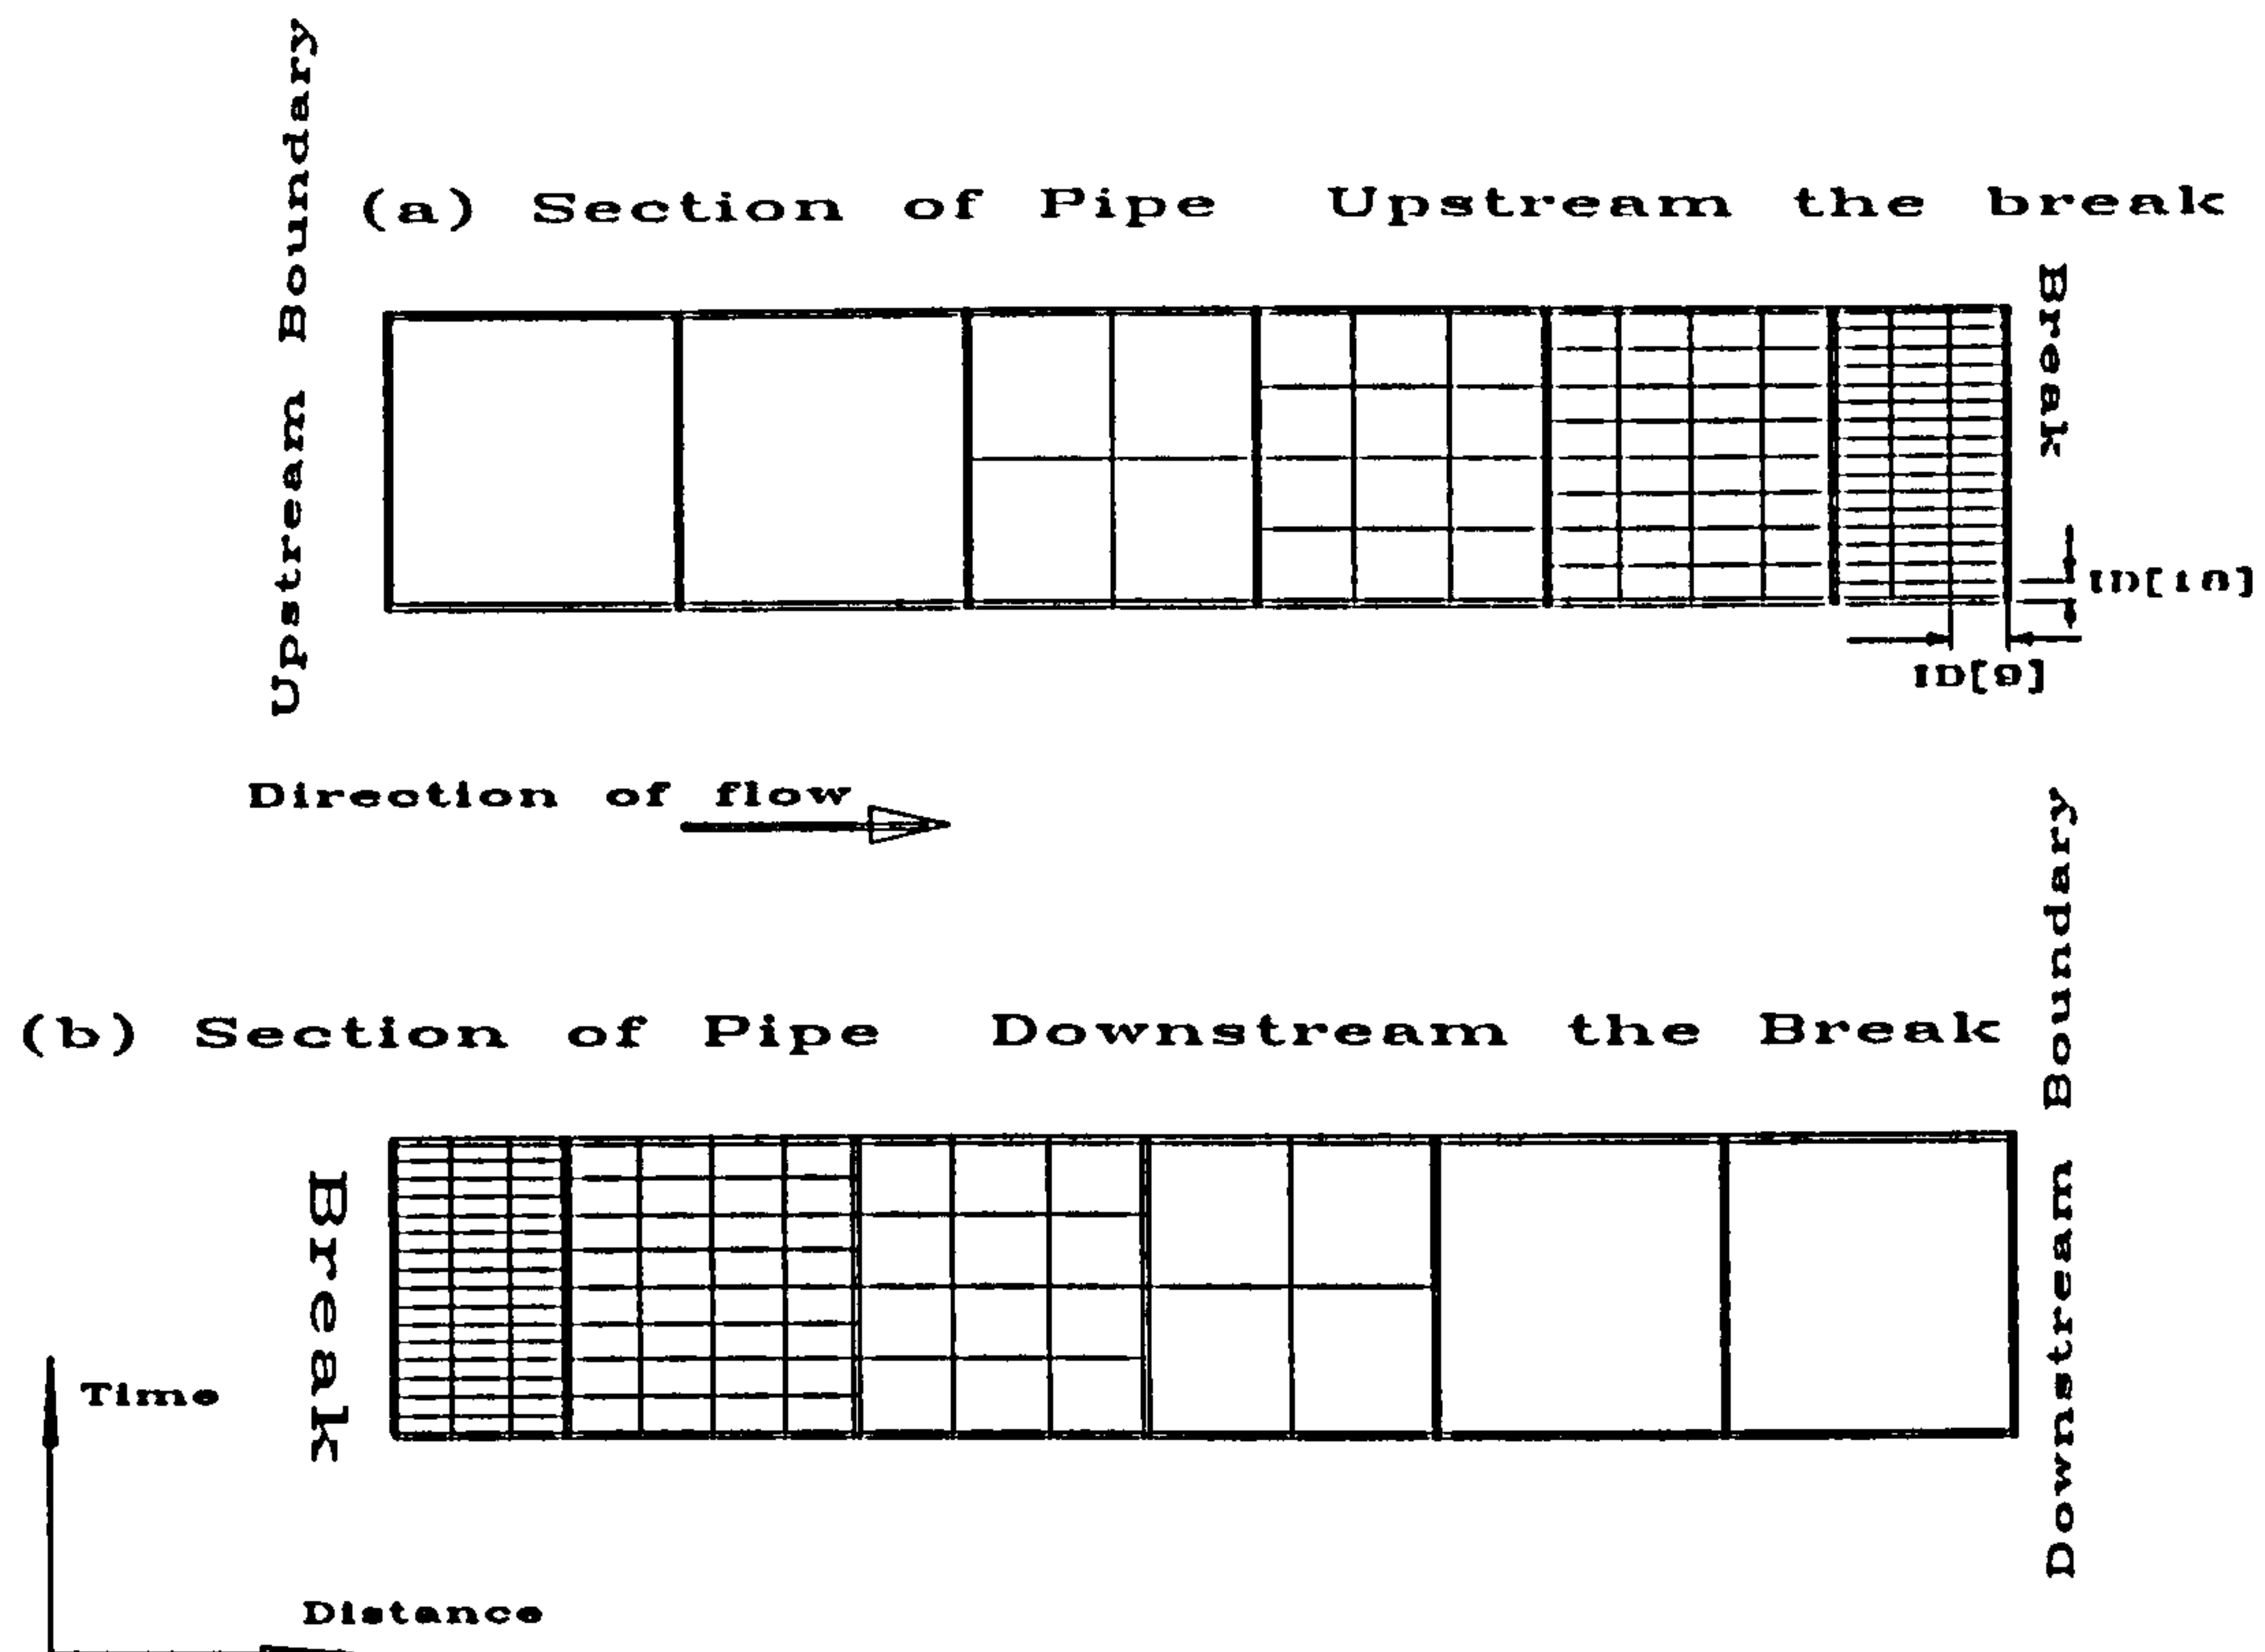 Upstream Boundary
(a) Section of Pipe Upstream the break
Break
ID[10]
ID[9]
Direction of flow
Downstream Boundary
(b) Section of Pipe Downstream the Break
Break
Time
Distance